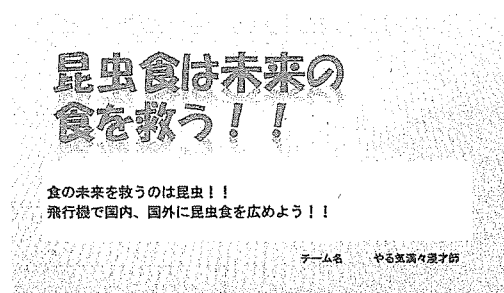 昆虫食は未来の
食を救う！！
食の未来を救うのは昆虫！！
飛行機で国内、国外に昆虫食を広めよう！！
チーム名　やる気満々漫才師